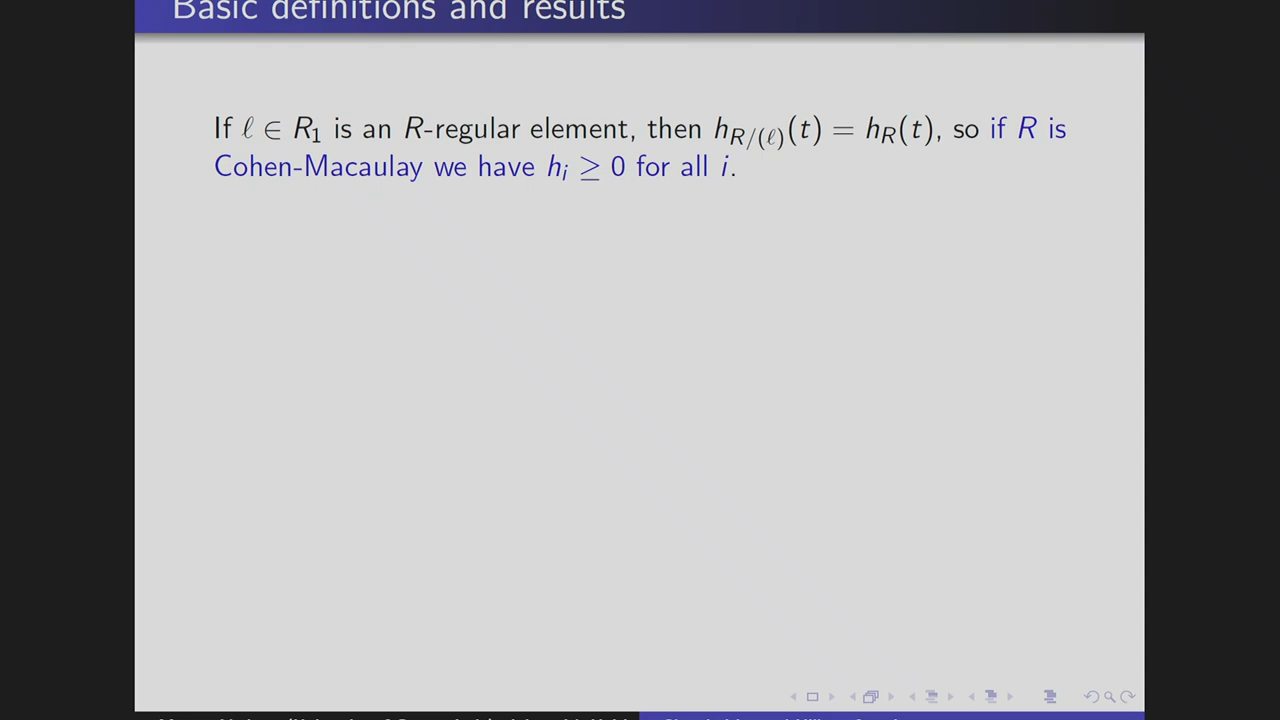 Basic definitions and results
If ℓ ∈ R₁ is an R-regular element, then h_{R/(ℓ)}(t) = h_R(t), so if R is
Cohen-Macaulay we have h_i ≥ 0 for all i.